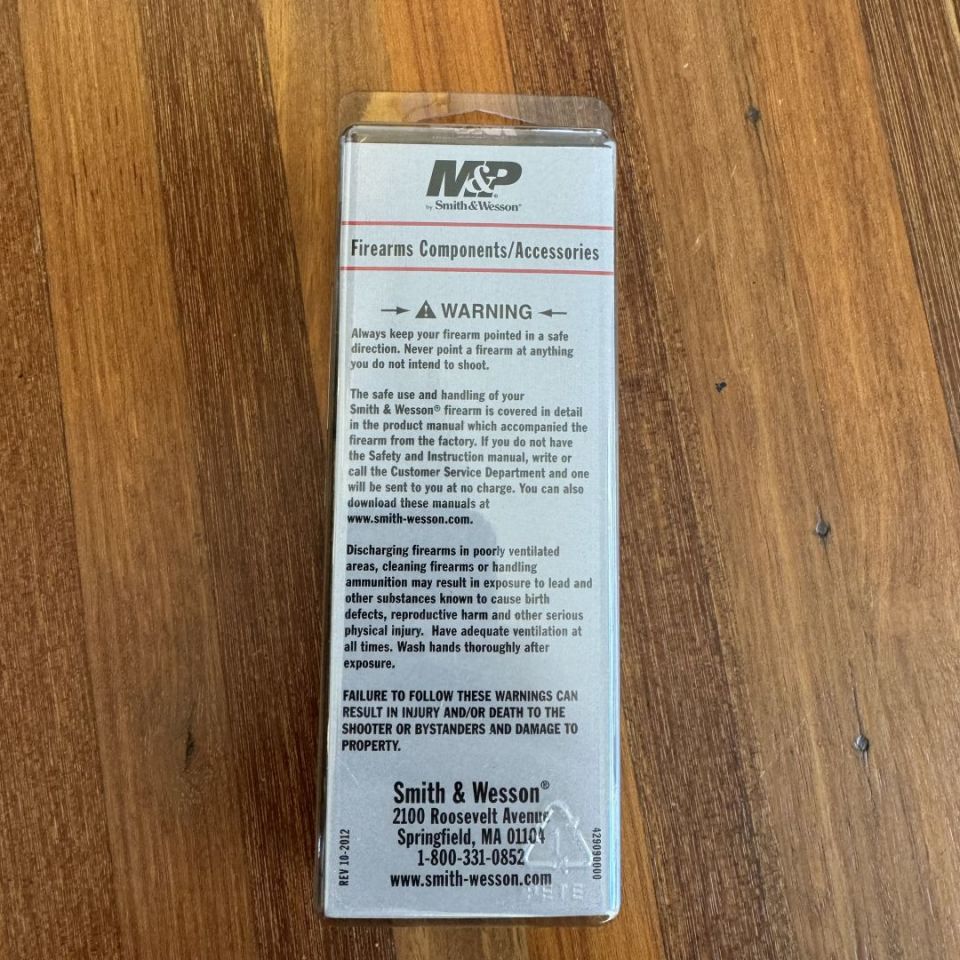 M&P®
by Smith & Wesson®
Firearms Components/Accessories
WARNING
Always keep your firearm pointed in a safe
direction. Never point a firearm at anything
you do not intend to shoot.
The safe use and handling of your
Smith & Wesson® firearm is covered in detail
in the product manual which accompanied the
firearm from the factory. If you do not have
the Safety and Instruction manual, write or
call the Customer Service Department and one
will be sent to you at no charge. You can also
download these manuals at
www.smith-wesson.com.
Discharging firearms in poorly ventilated
areas, cleaning firearms or handling
ammunition may result in exposure to lead and
other substances known to cause birth
defects, reproductive harm and other serious
physical injury. Have adequate ventilation at
all times. Wash hands thoroughly after
exposure.
FAILURE TO FOLLOW THESE WARNINGS CAN
RESULT IN INJURY AND/OR DEATH TO THE
SHOOTER OR BYSTANDERS AND DAMAGE TO
PROPERTY.
Smith & Wesson®
2100 Roosevelt Avenue
Springfield, MA 01104
1-800-331-0852
www.smith-wesson.com
REV 10-2012
429090000
1
PETE